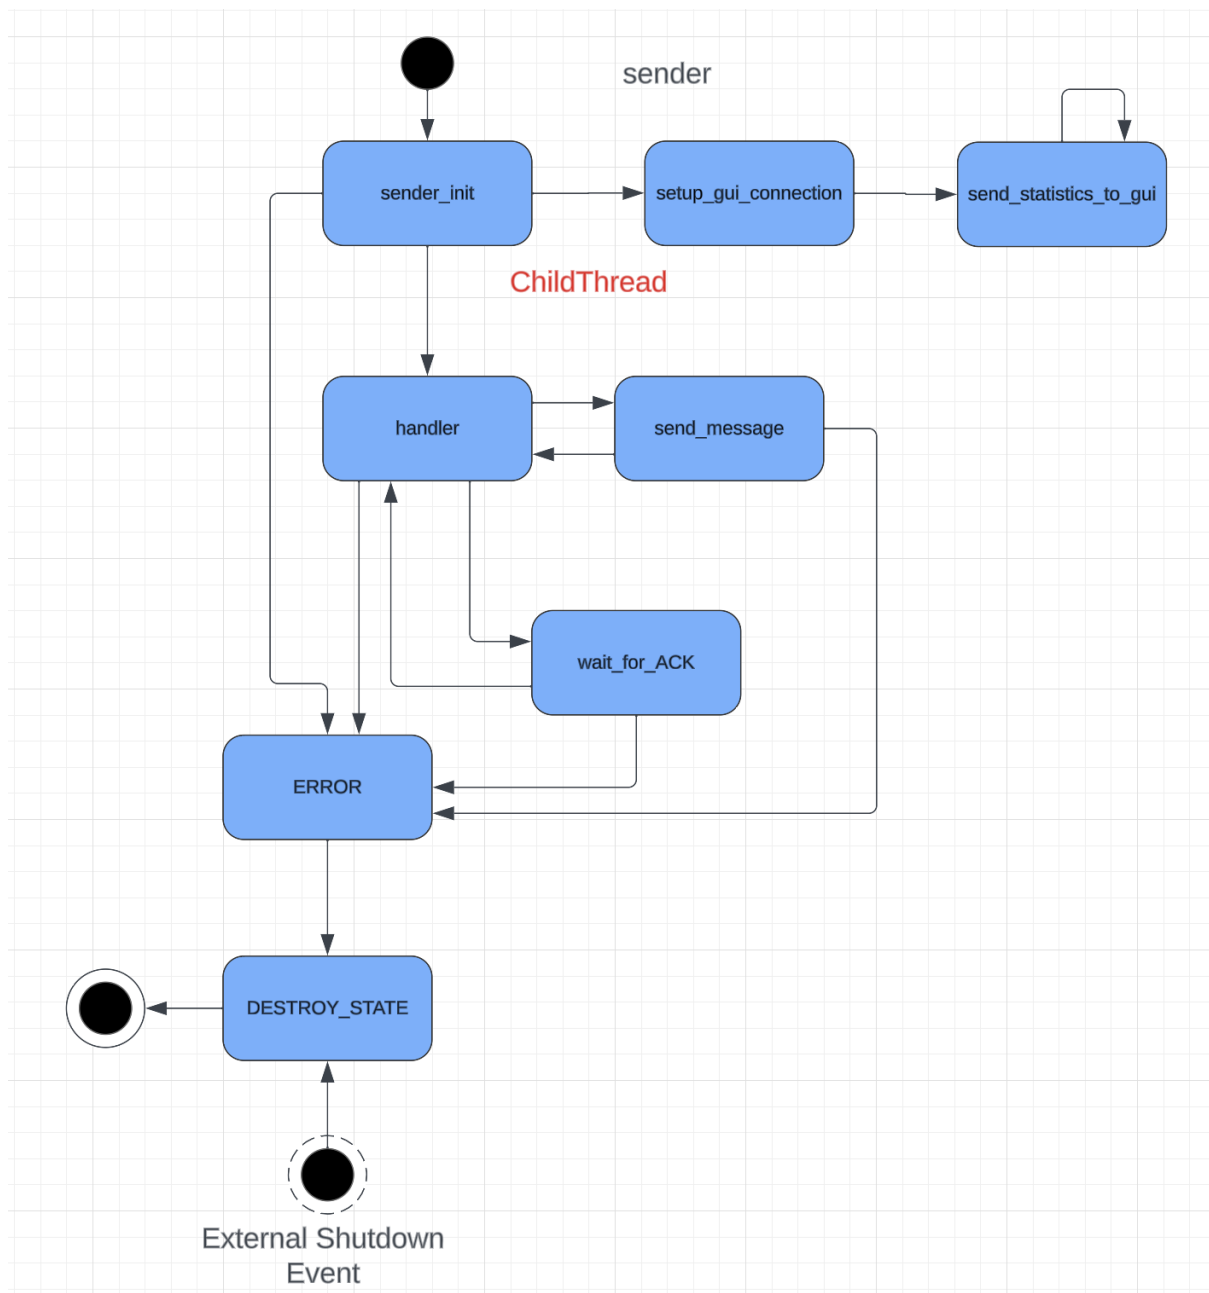 sender
sender_init
setup_gui_connection
send_statistics_to_gui
ChildThread
handler
send_message
wait_for_ACK
ERROR
DESTROY_STATE
External Shutdown
Event